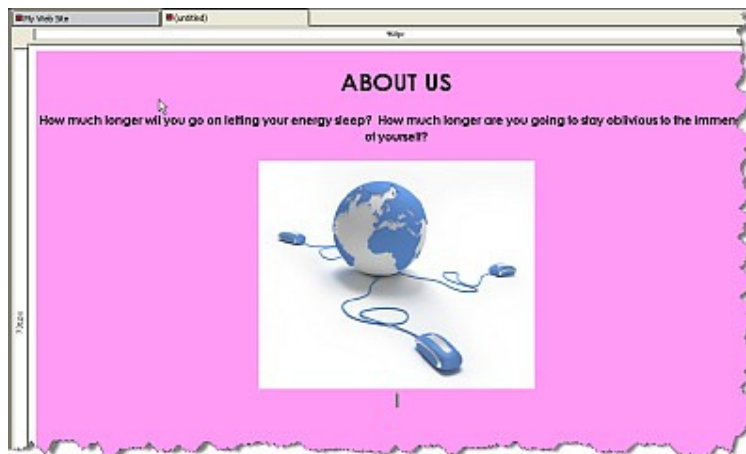 My Web Site
(untitled)
ABOUT US
How much longer will you go on letting your energy sleep? How much longer are you going to stay oblivious to the immen
of yourself?